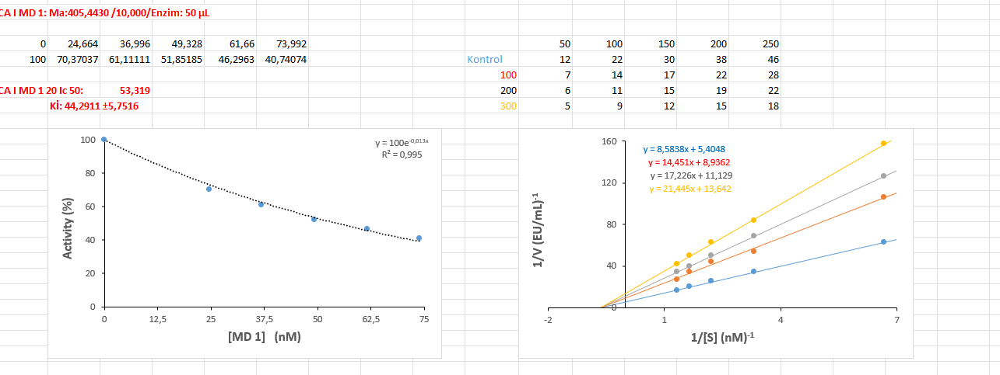 CA I MD 1: Ma:405,4430 /10,000/Enzim: 50 µL
0 24,664 36,996 49,328 61,66 73,992
100 70,37037 61,11111 51,85185 46,2963 40,74074
CA I MD 1 20 Ic 50: 53,319
Kİ: 44,2911 ±5,7516
50 100 150 200 250
Kontrol 12 22 30 38 46
100 7 14 17 22 28
200 6 11 15 19 22
300 5 9 12 15 18
y = 100e^-0,013x
R² = 0,995
Activity (%)
100
80
60
40
20
0
0 12,5 25 37,5 50 62,5 75
[MD 1] (nM)
y = 8,5838x + 5,4048
y = 14,451x + 8,9362
y = 17,226x + 11,129
y = 21,445x + 13,642
1/V (EU/mL)⁻¹
160
120
80
40
0
-2 1 4 7
1/[S] (nM)⁻¹